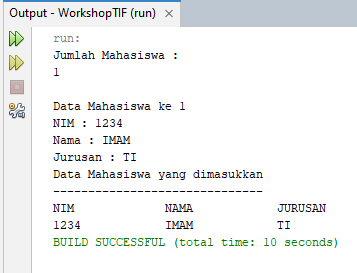 Output - WorkshopTIF (run) ×
run:
Jumlah Mahasiswa :
1
Data Mahasiswa ke 1
NIM : 1234
Nama : IMAM
Jurusan : TI
Data Mahasiswa yang dimasukkan
------------------------------
NIM NAMA JURUSAN
1234 IMAM TI
BUILD SUCCESSFUL (total time: 10 seconds)